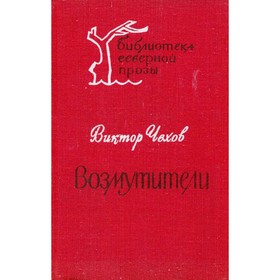 библиотека
северной
прозы
Виктор Чехов
Возмутители